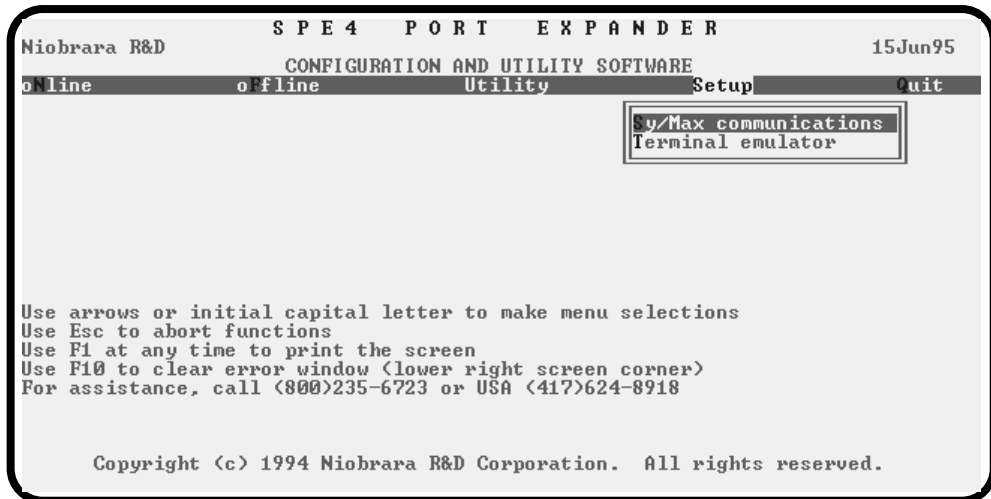 S P E 4 P O R T E X P A N D E R
Niobrara R&D 15Jun95
CONFIGURATION AND UTILITY SOFTWARE
oNline oFfline Utility Setup Quit
Sy/Max communications
Terminal emulator
Use arrows or initial capital letter to make menu selections
Use Esc to abort functions
Use F1 at any time to print the screen
Use F10 to clear error window (lower right screen corner)
For assistance, call (800)235-6723 or USA (417)624-8918
Copyright (c) 1994 Niobrara R&D Corporation. All rights reserved.